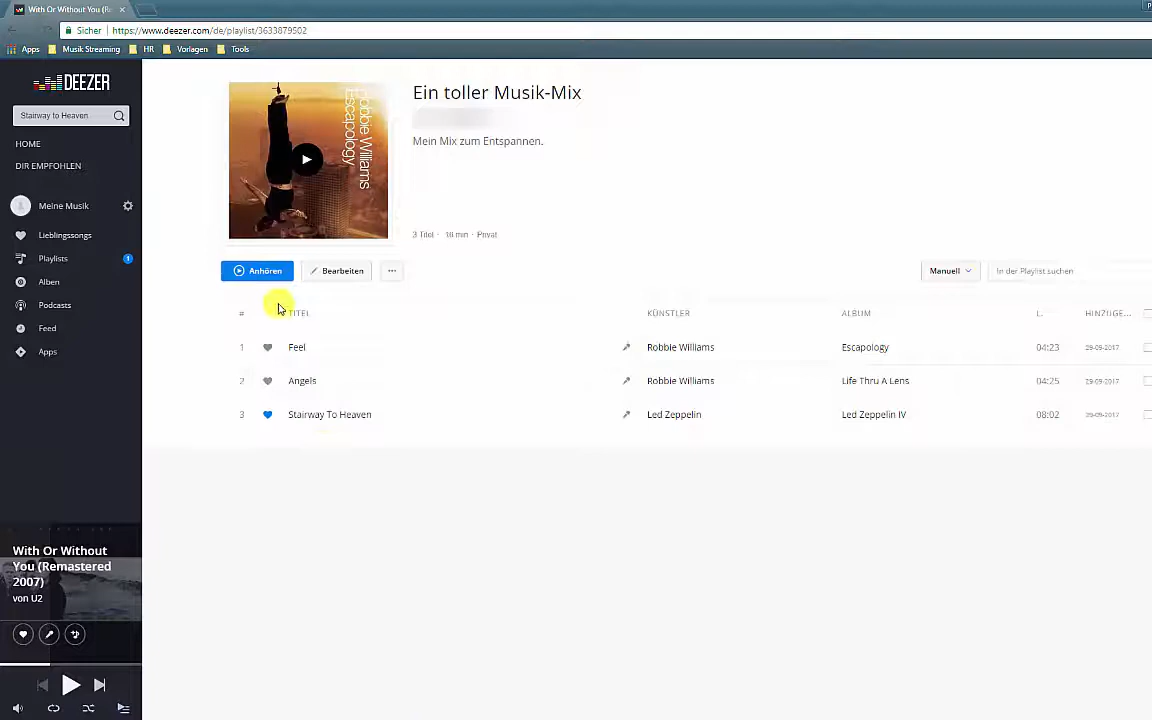 With Or Without You (Re
Sicher https://www.deezer.com/de/playlist/3633879502
Apps Musik Streaming HR Vorlagen Tools
DEEZER
Stairway to Heaven
HOME
DIR EMPFOHLEN
Meine Musik
Lieblingssongs
Playlists 1
Alben
Podcasts
Feed
Apps
With Or Without
You (Remastered
2007)
von U2
Robbie Williams
Escapology
Ein toller Musik-Mix
Mein Mix zum Entspannen.
3 Titel · 16 min · Privat
Anhören Bearbeiten ...
Manuell In der Playlist suchen
# TITEL KÜNSTLER ALBUM L. HINZUGE...
1 Feel Robbie Williams Escapology 04:23 29-09-2017
2 Angels Robbie Williams Life Thru A Lens 04:25 29-09-2017
3 Stairway To Heaven Led Zeppelin Led Zeppelin IV 08:02 29-09-2017